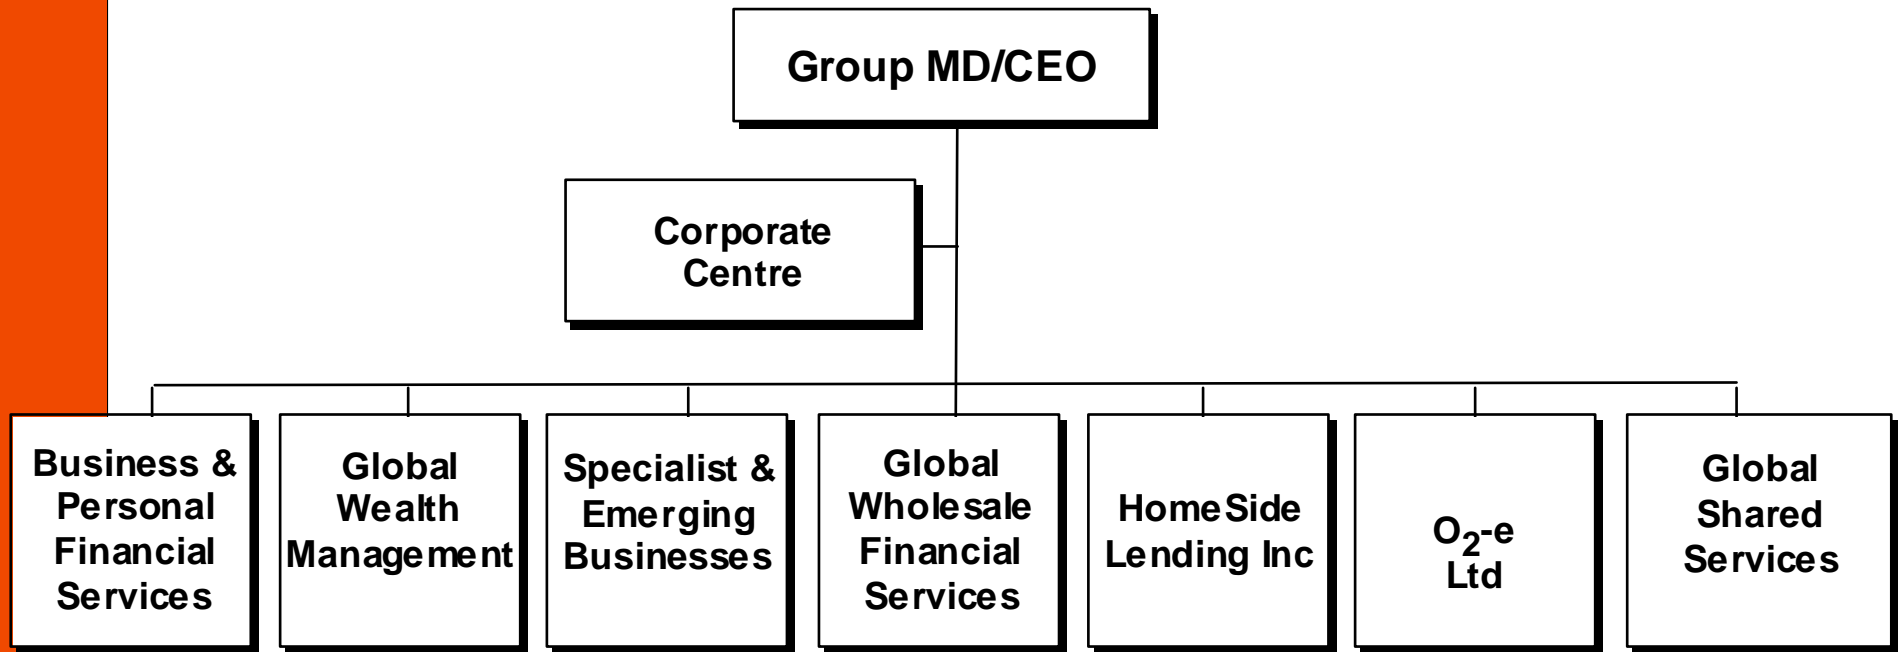 Group MD/CEO
Corporate
Centre
Business &
Personal
Financial
Services
Global
Wealth
Management
Specialist &
Emerging
Businesses
Global
Wholesale
Financial
Services
HomeSide
Lending Inc
O₂-e
Ltd
Global
Shared
Services